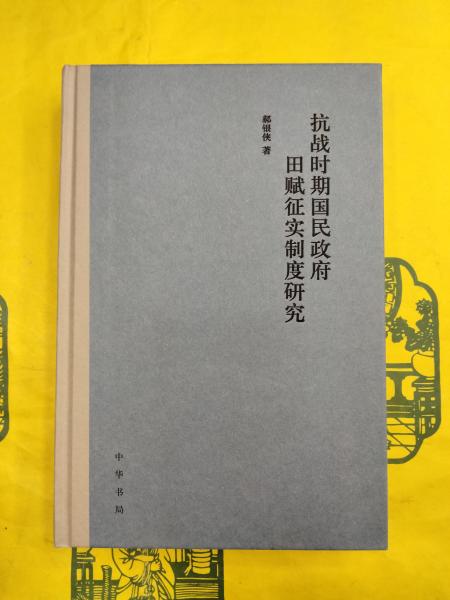 抗战时期国民政府
田赋征实制度研究
郝银侠 著
中华书局